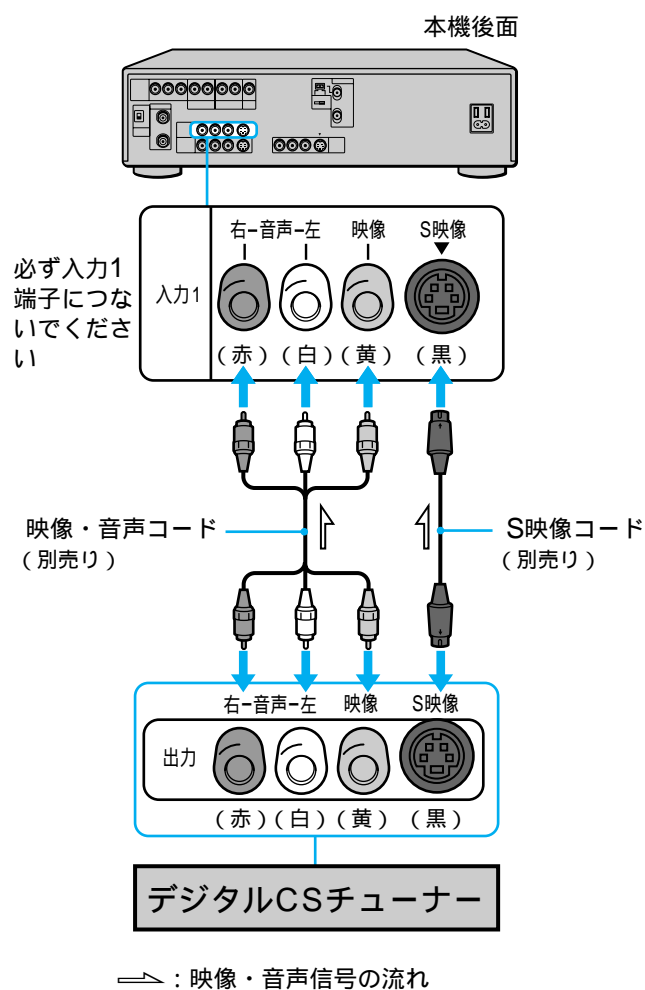 本機後面
右−音声−左 映像 S映像
必ず入力1
端子につな
いでくださ
い
入力1
（赤）（白）（黄）（黒）
映像・音声コード
（別売り）
S映像コード
（別売り）
右−音声−左 映像 S映像
出力
（赤）（白）（黄）（黒）
デジタルCSチューナー
：映像・音声信号の流れ